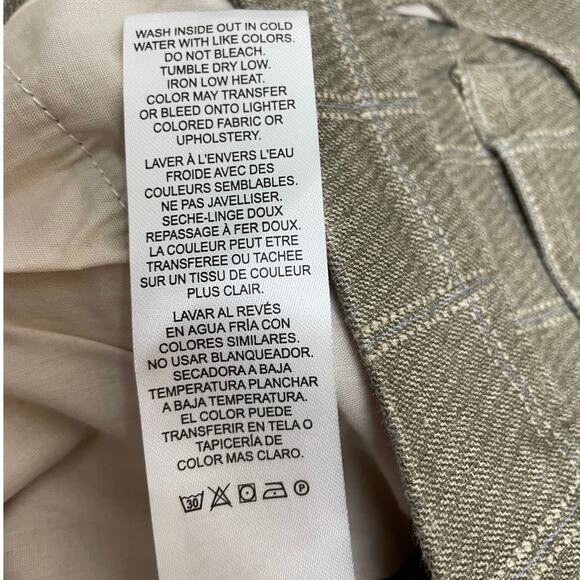 WASH INSIDE OUT IN COLD
WATER WITH LIKE COLORS.
DO NOT BLEACH.
TUMBLE DRY LOW.
IRON LOW HEAT.
COLOR MAY TRANSFER
OR BLEED ONTO LIGHTER
COLORED FABRIC OR
UPHOLSTERY.
LAVER À L'ENVERS L'EAU
FROIDE AVEC DES
COULEURS SEMBLABLES.
NE PAS JAVELLISER.
SECHE-LINGE DOUX
REPASSAGE À FER DOUX.
LA COULEUR PEUT ETRE
TRANSFEREE OU TACHEE
SUR UN TISSU DE COULEUR
PLUS CLAIR.
LAVAR AL REVÉS
EN AGUA FRÍA CON
COLORES SIMILARES.
NO USAR BLANQUEADOR.
SECADORA A BAJA
TEMPERATURA PLANCHAR
A BAJA TEMPERATURA.
EL COLOR PUEDE
TRANSFERIR EN TELA O
TAPICERÍA DE
COLOR MAS CLARO.
30 P